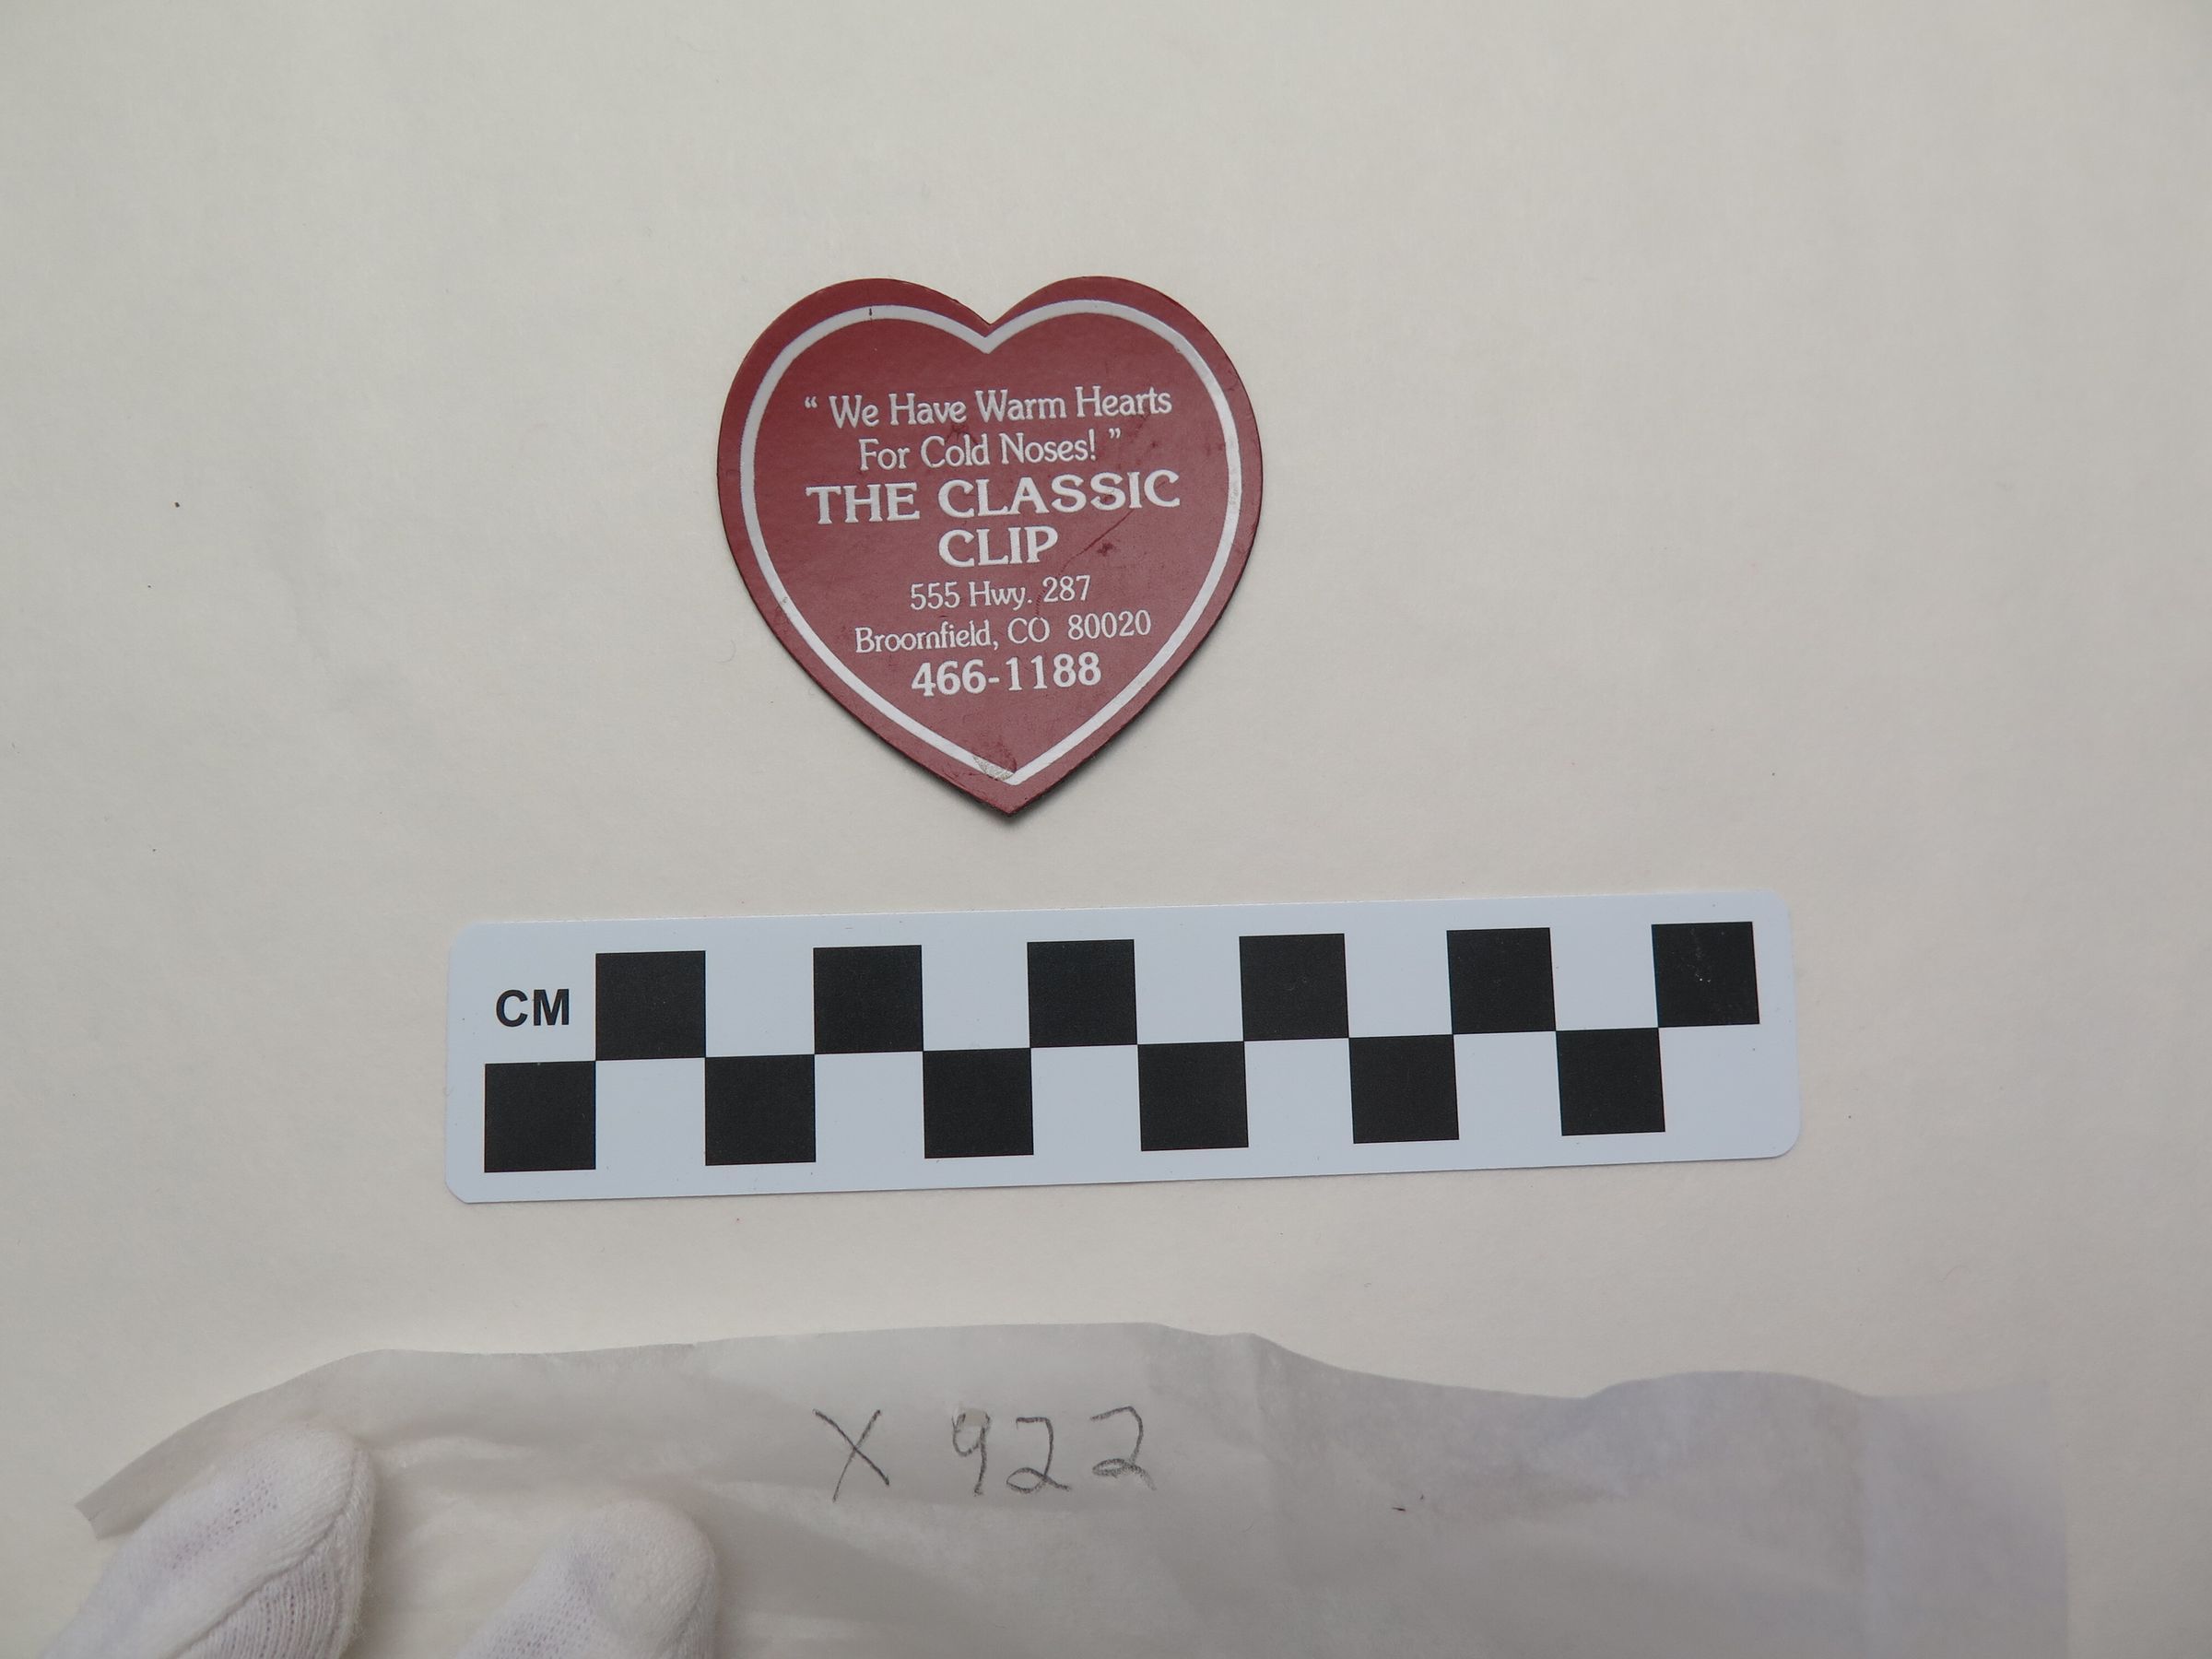 “ We Have Warm Hearts
For Cold Noses! ”
THE CLASSIC
CLIP
555 Hwy. 287
Broomfield, CO 80020
466-1188
CM
X 922